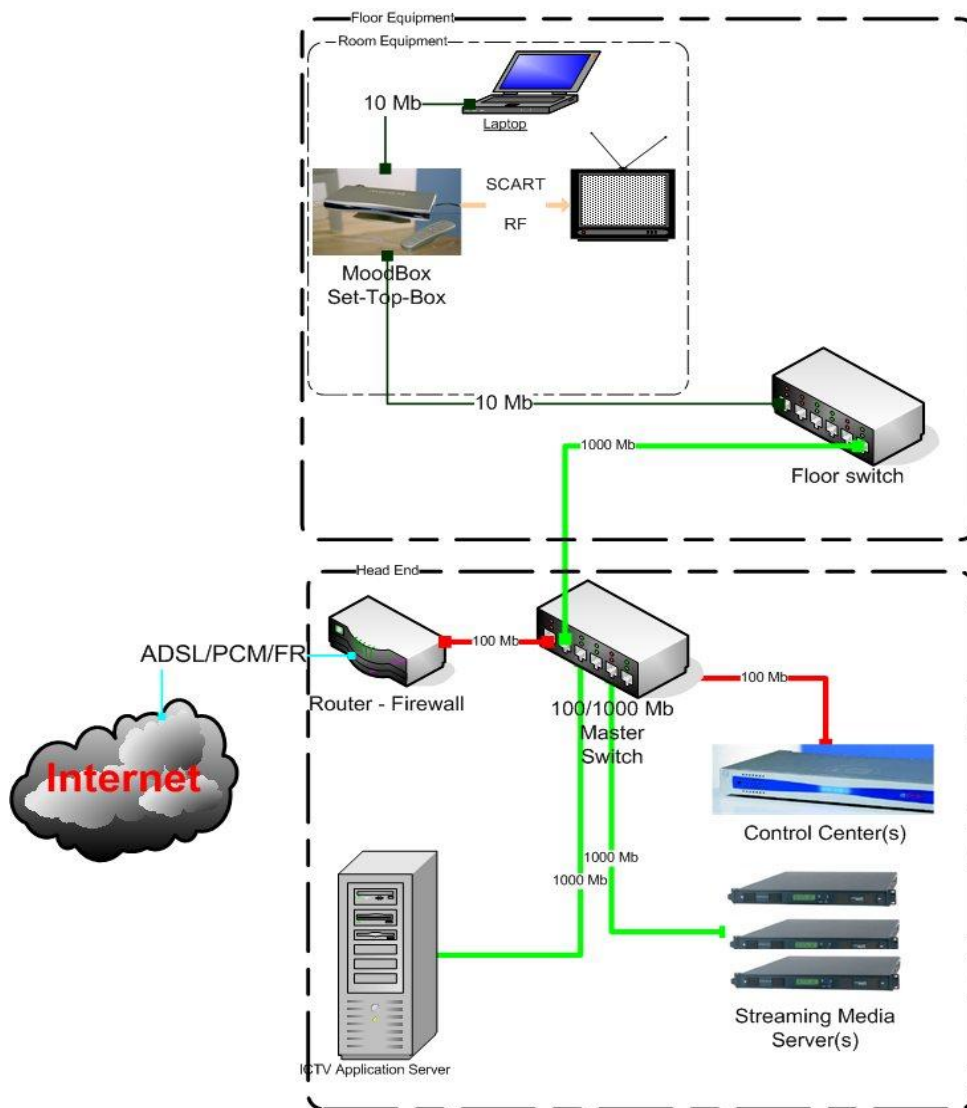 Floor Equipment
Room Equipment
10 Mb
Laptop
SCART
RF
MoodBox
Set-Top-Box
10 Mb
1000 Mb
Floor switch
Head End
ADSL/PCM/FR
100 Mb
Router - Firewall
100/1000 Mb
Master
Switch
100 Mb
Internet
Control Center(s)
1000 Mb
1000 Mb
Streaming Media
Server(s)
ICTV Application Server